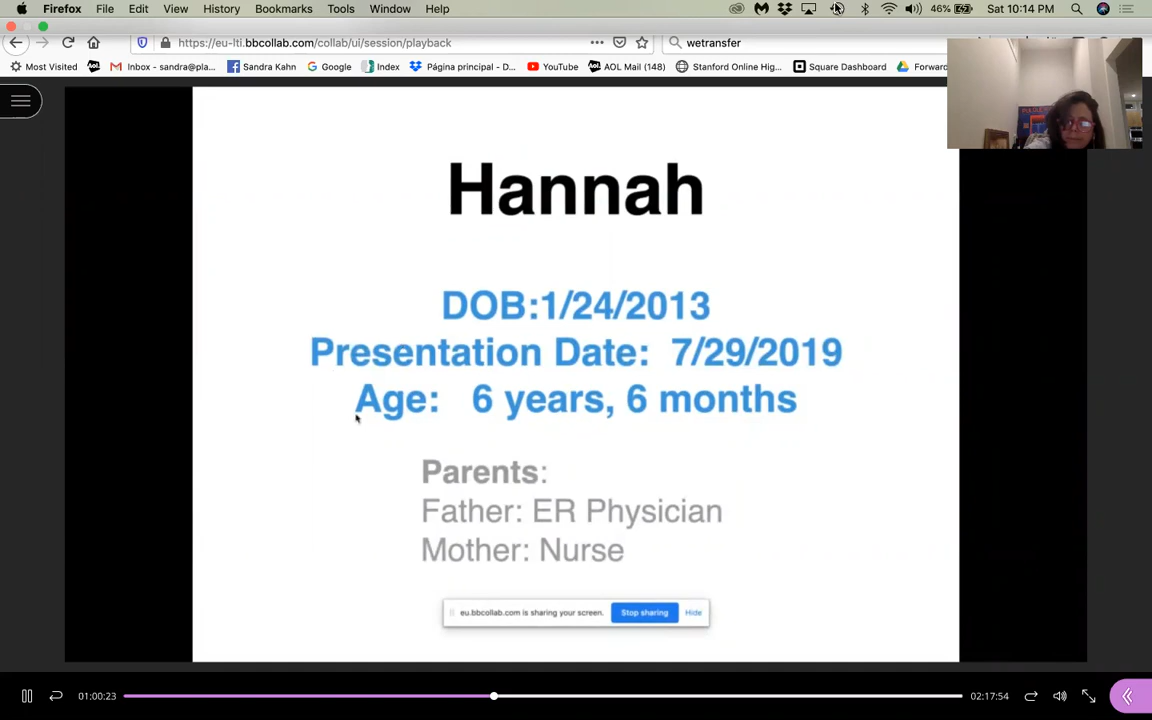 Firefox File Edit View History Bookmarks Tools Window Help 46% Sat 10:14 PM
https://eu-lti.bbcollab.com/collab/ui/session/playback wetransfer
Most Visited Inbox - sandra@pla... Sandra Kahn Google Index Página principal - D... YouTube AOL Mail (148) Stanford Online Hig... Square Dashboard Forward
Hannah
DOB:1/24/2013
Presentation Date: 7/29/2019
Age: 6 years, 6 months
Parents:
Father: ER Physician
Mother: Nurse
eu.bbcollab.com is sharing your screen. Stop sharing Hide
01:00:23 02:17:54